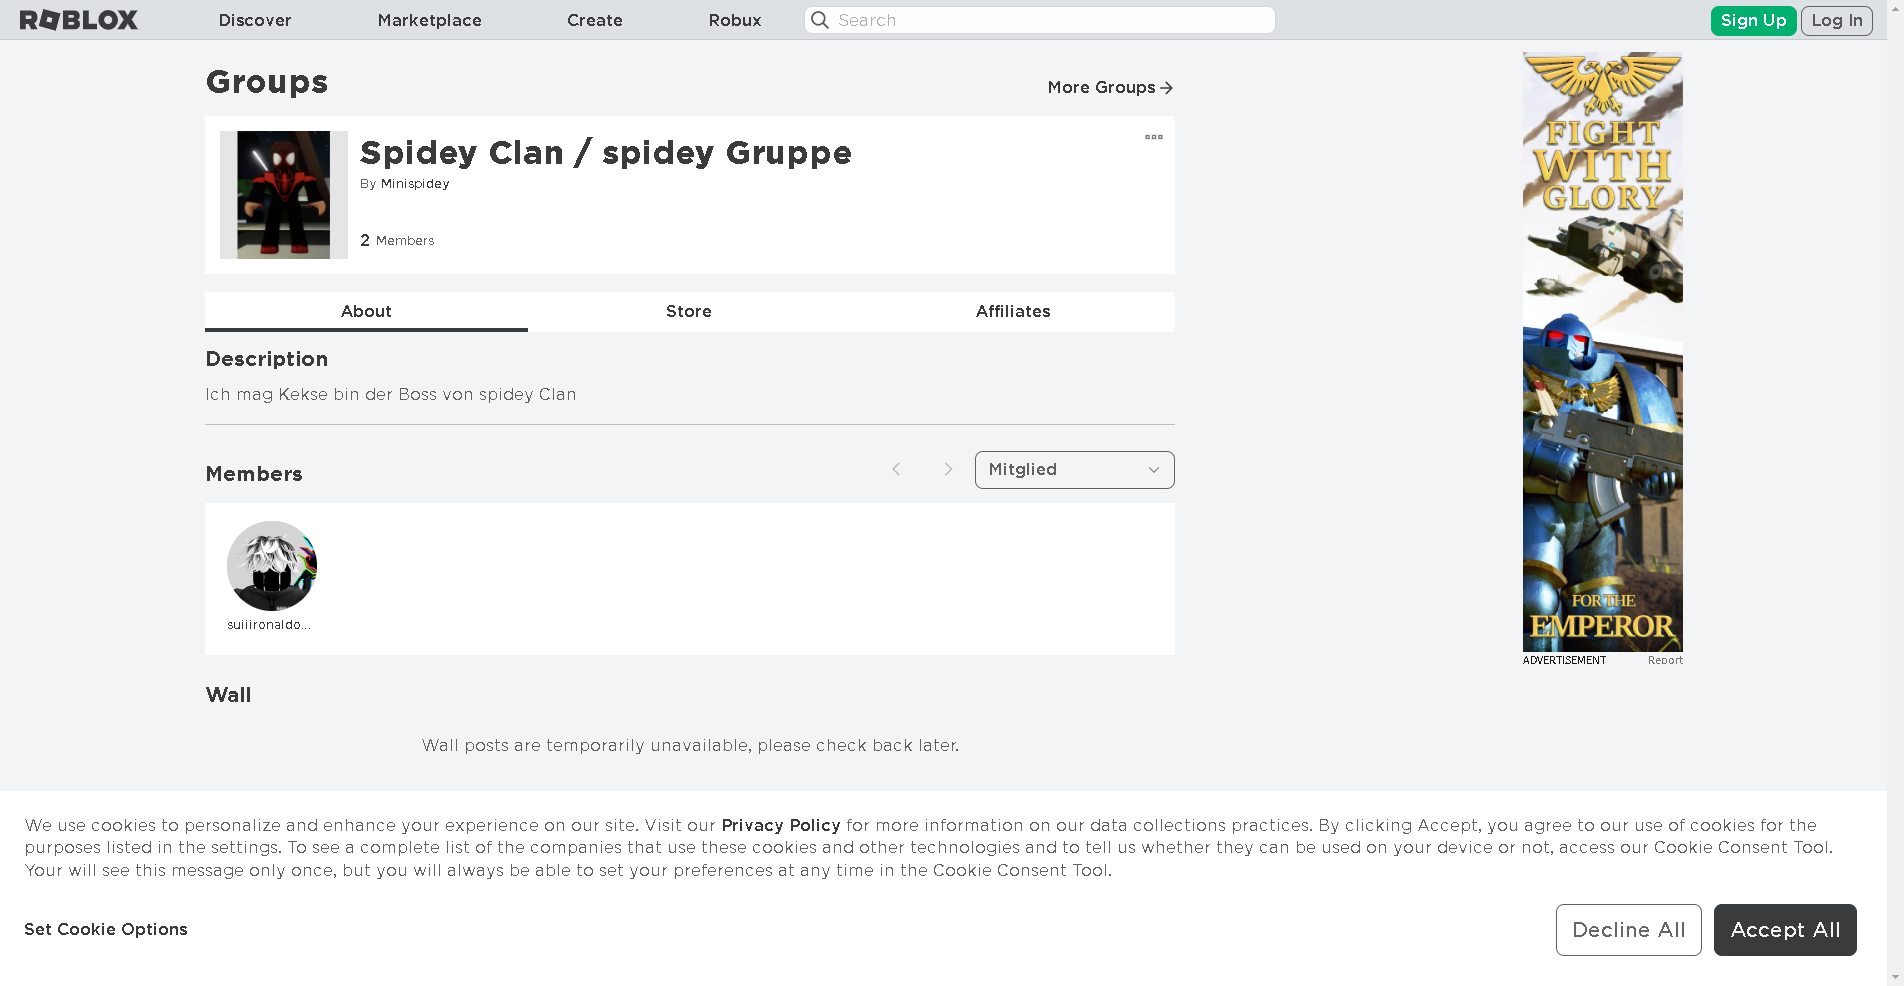 ROBLOX Discover Marketplace Create Robux Search Sign Up Log In
Groups
More Groups
Spidey Clan / spidey Gruppe
By Minispidey
2 Members
About Store Affiliates
Description
Ich mag Kekse bin der Boss von spidey Clan
Members
Mitglied
suiiironaldo...
Wall
Wall posts are temporarily unavailable, please check back later.
FIGHT
WITH
GLORY
FOR THE
EMPEROR
ADVERTISEMENT Report
We use cookies to personalize and enhance your experience on our site. Visit our Privacy Policy for more information on our data collections practices. By clicking Accept, you agree to our use of cookies for the
purposes listed in the settings. To see a complete list of the companies that use these cookies and other technologies and to tell us whether they can be used on your device or not, access our Cookie Consent Tool.
Your will see this message only once, but you will always be able to set your preferences at any time in the Cookie Consent Tool.
Set Cookie Options
Decline All
Accept All